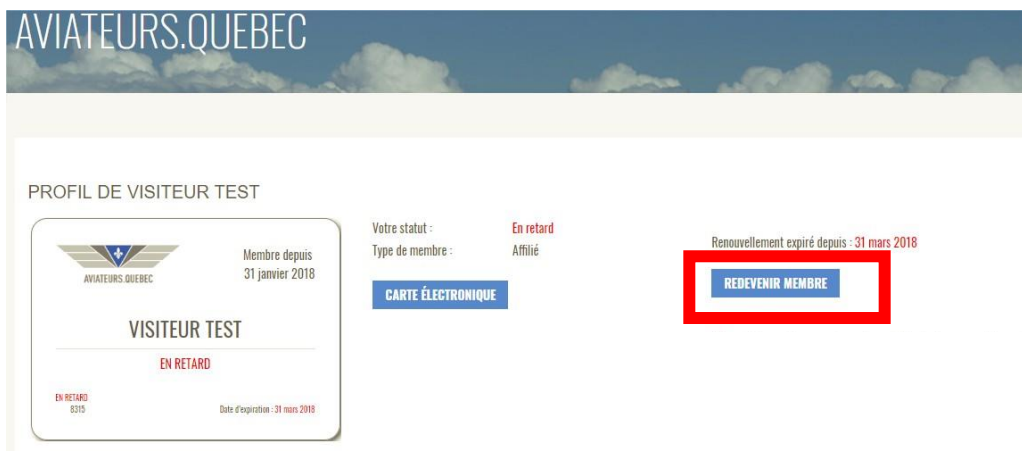 AVIATEURS.QUEBEC
PROFIL DE VISITEUR TEST
AVIATEURS.QUEBEC
Membre depuis
31 janvier 2018
VISITEUR TEST
EN RETARD
EN RETARD
8315
Date d'expiration : 31 mars 2018
Votre statut : En retard
Type de membre : Affilié
CARTE ÉLECTRONIQUE
Renouvellement expiré depuis : 31 mars 2018
REDEVENIR MEMBRE